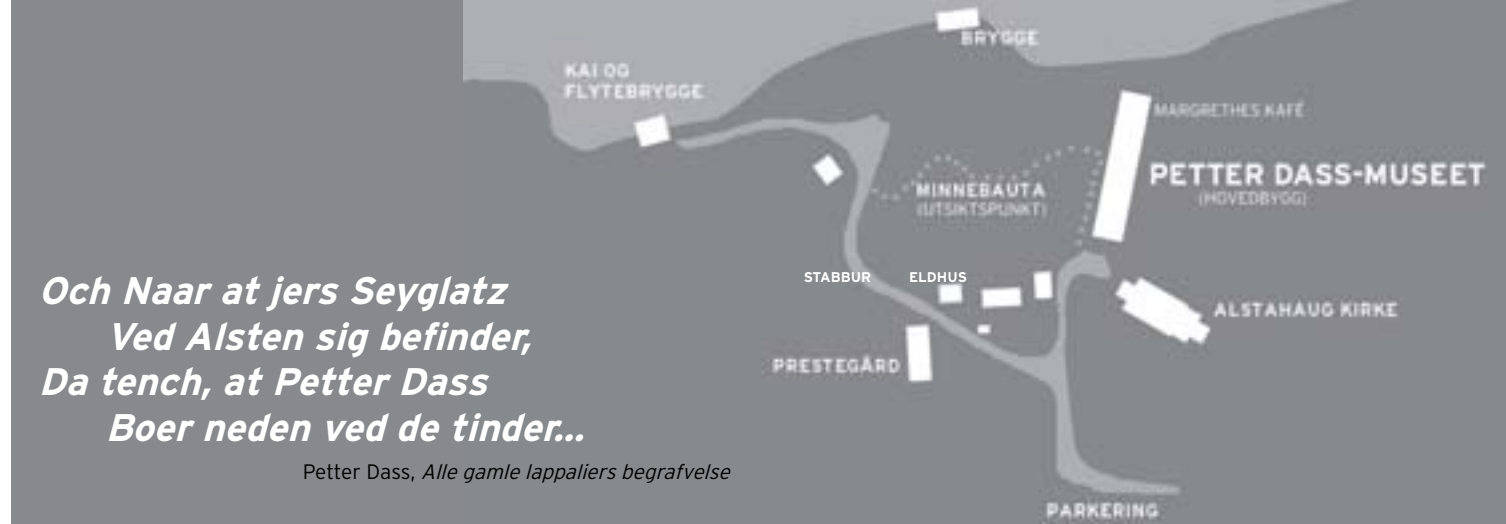 BRYGGE
KAI OG
FLYTEBRYGGE
MARGRETHES KAFÉ
PETTER DASS-MUSEET
(HOVEDBYGG)
MINNEBAUTA
(UTSIKTSPUNKT)
STABBUR
ELDHUS
ALSTAHAUG KIRKE
PRESTEGÅRD
PARKERING
Och Naar at jers Seyglatz
Ved Alsten sig befinder,
Da tench, at Petter Dass
Boer neden ved de tinder...
Petter Dass, Alle gamle lappaliers begrafvelse